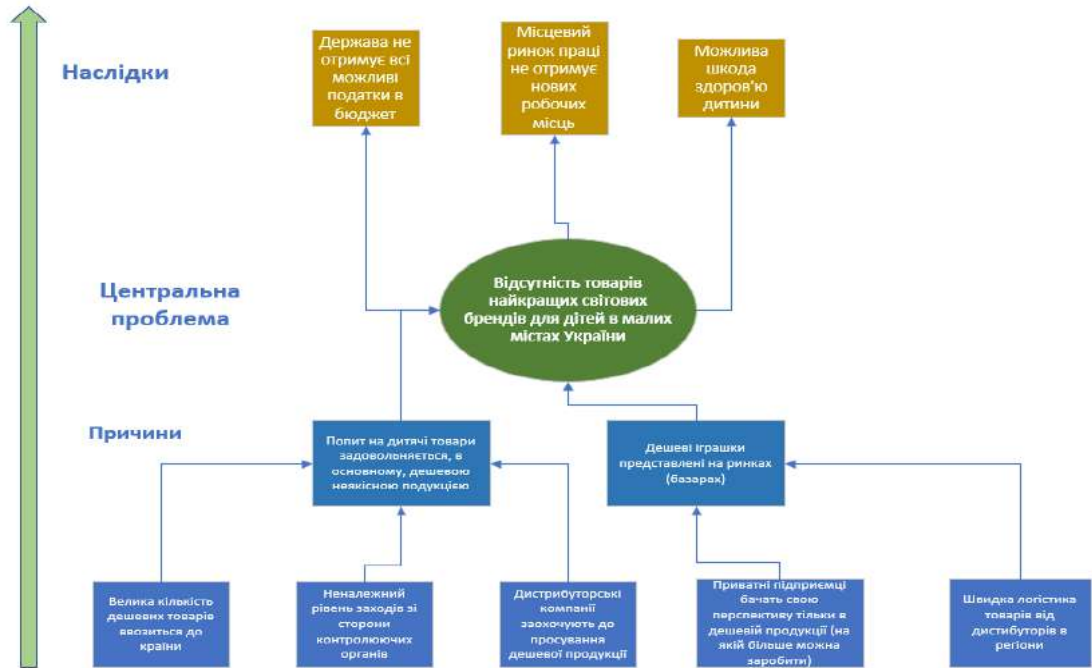 Наслідки
Держава не
отримує всі
можливі
податки в
бюджет
Місцевий
ринок праці
не отримує
нових
робочих
місць
Можлива
шкода
здоров'ю
дитини
Центральна
проблема
Відсутність товарів
найкращих світових
брендів для дітей в малих
містах України
Причини
Попит на дитячі товари
задовольняється, в
основному, дешевою
неякісною подукцією
Дешеві іграшки
представлені на ринках
(базарах)
Велика кількість
дешевих товарів
ввозиться до
країни
Неналежний
рівень заходів зі
сторони
контролюючих
органів
Дистрибуторські
компанії
заохочують до
просування
дешевої продукції
Приватні підприємці
бачать свою
перспективу тільки в
дешевій продукції (на
якій більше можна
заробити)
Швидка логістика
товарів від
дистибуторів в
регіони